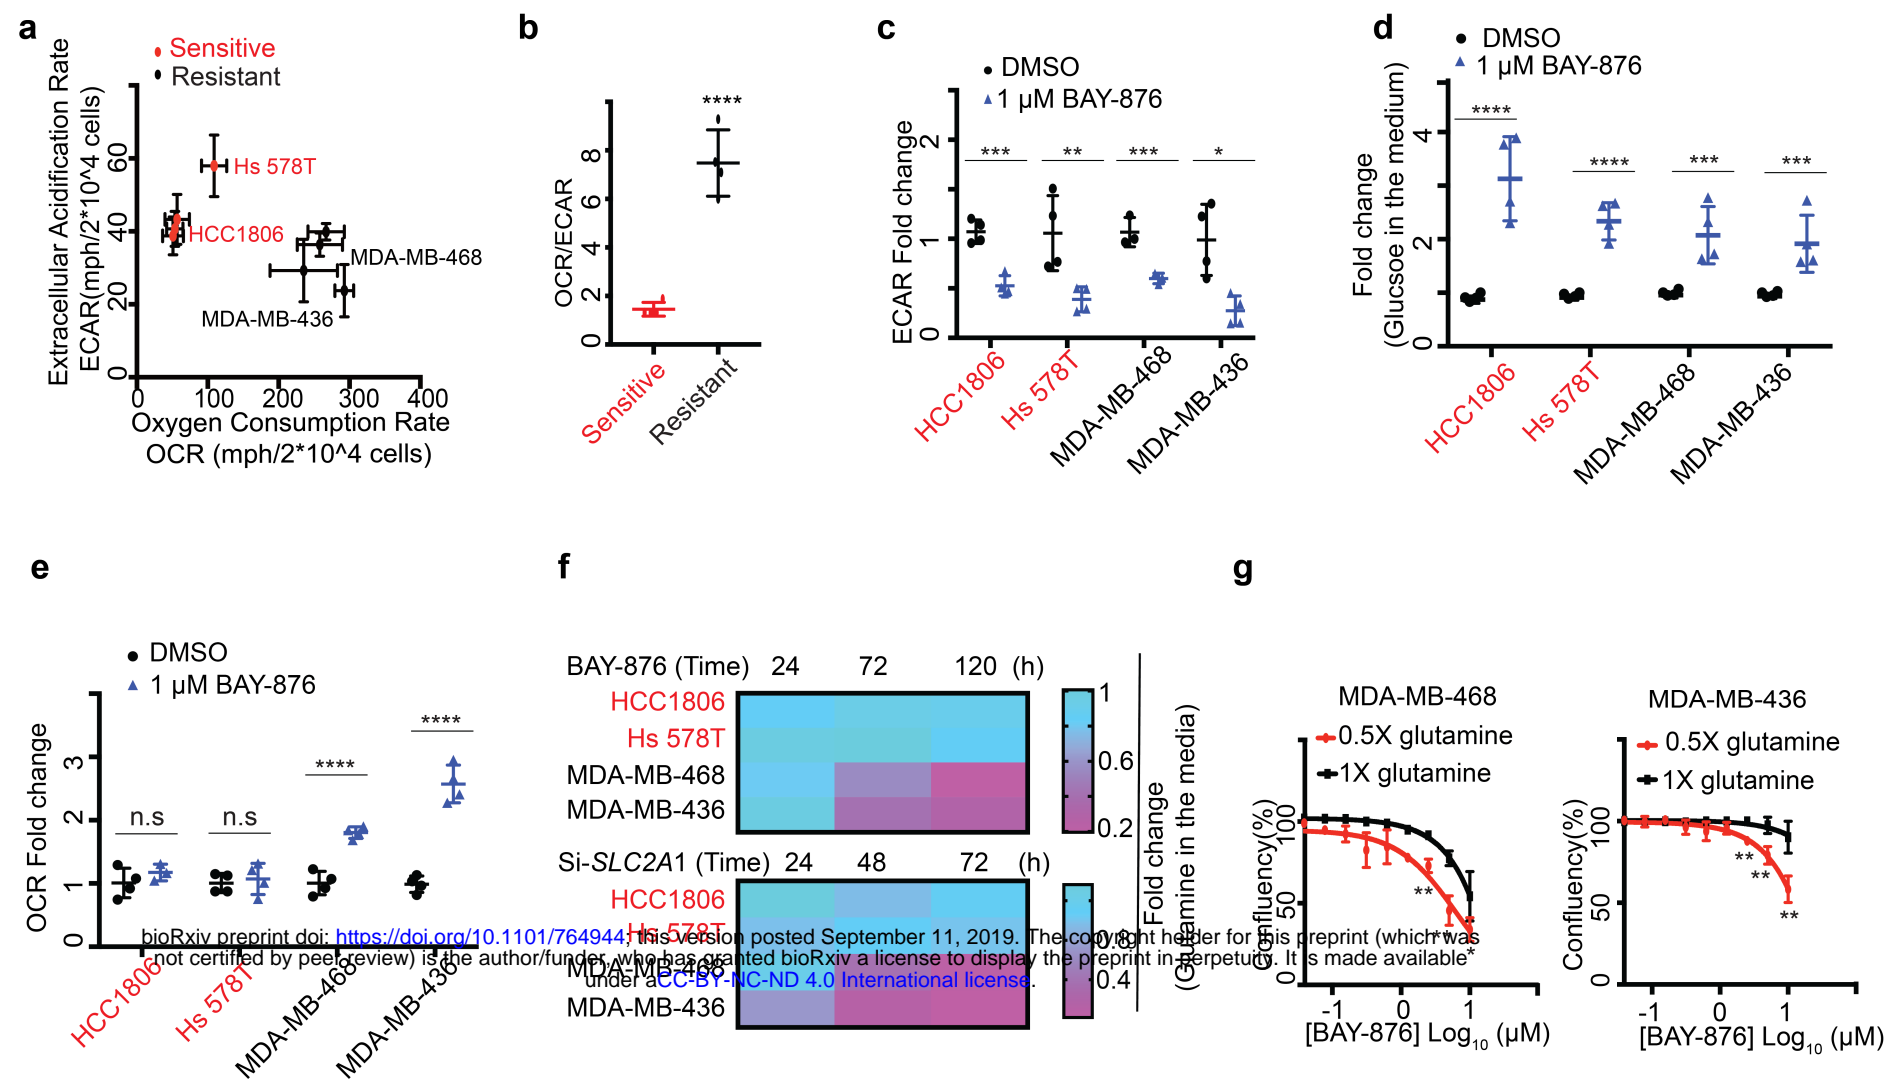 a
Sensitive
Resistant
Extracellular Acidification Rate
ECAR(mph/2*10^4 cells)
60
40
20
0
Hs 578T
HCC1806
MDA-MB-468
MDA-MB-436
0 100 200 300 400
Oxygen Consumption Rate
OCR (mph/2*10^4 cells)
b
****
OCR/ECAR
8
6
4
2
0
Sensitive
Resistant
c
DMSO
1 µM BAY-876
ECAR Fold change
2
1
0
*** ** *** *
HCC1806
Hs 578T
MDA-MB-468
MDA-MB-436
d
DMSO
1 µM BAY-876
Fold change
(Glucsoe in the medium)
4
2
0
**** **** *** ***
HCC1806
Hs 578T
MDA-MB-468
MDA-MB-436
e
DMSO
1 µM BAY-876
OCR Fold change
3
2
1
0
n.s n.s **** ****
HCC1806
Hs 578T
MDA-MB-468
MDA-MB-436
f
BAY-876 (Time) 24 72 120 (h)
HCC1806
Hs 578T
MDA-MB-468
MDA-MB-436
1
0.6
0.2
Si-SLC2A1 (Time) 24 48 72 (h)
HCC1806
Hs 578T
MDA-MB-468
MDA-MB-436
0.8
0.4
Fold change
(Glutamine in the media)
g
MDA-MB-468
0.5X glutamine
1X glutamine
Confluency(%)
100
50
0
** ** *
-1 0 1
[BAY-876] Log10 (µM)
MDA-MB-436
0.5X glutamine
1X glutamine
Confluency(%)
100
50
0
** ** **
-1 0 1
[BAY-876] Log10 (µM)
bioRxiv preprint doi: https://doi.org/10.1101/764944; this version posted September 11, 2019. The copyright holder for this preprint (which was
not certified by peer review) is the author/funder, who has granted bioRxiv a license to display the preprint in perpetuity. It is made available
under aCC-BY-NC-ND 4.0 International license.